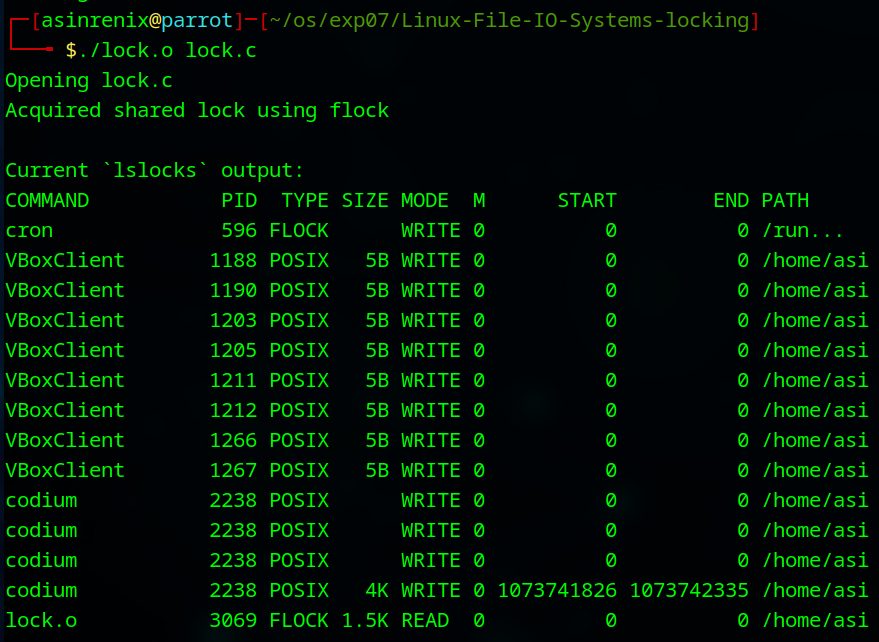 [asinrenix@parrot]-[~/os/exp07/Linux-File-IO-Systems-locking]
$./lock.o lock.c
Opening lock.c
Acquired shared lock using flock

Current `lslocks` output:
COMMAND           PID  TYPE SIZE MODE  M      START        END PATH
cron              596 FLOCK      WRITE 0          0          0 /run...
VBoxClient       1188 POSIX   5B WRITE 0          0          0 /home/asi
VBoxClient       1190 POSIX   5B WRITE 0          0          0 /home/asi
VBoxClient       1203 POSIX   5B WRITE 0          0          0 /home/asi
VBoxClient       1205 POSIX   5B WRITE 0          0          0 /home/asi
VBoxClient       1211 POSIX   5B WRITE 0          0          0 /home/asi
VBoxClient       1212 POSIX   5B WRITE 0          0          0 /home/asi
VBoxClient       1266 POSIX   5B WRITE 0          0          0 /home/asi
VBoxClient       1267 POSIX   5B WRITE 0          0          0 /home/asi
codium           2238 POSIX      WRITE 0          0          0 /home/asi
codium           2238 POSIX      WRITE 0          0          0 /home/asi
codium           2238 POSIX      WRITE 0          0          0 /home/asi
codium           2238 POSIX   4K WRITE 0 1073741826 1073742335 /home/asi
lock.o           3069 FLOCK 1.5K READ  0          0          0 /home/asi